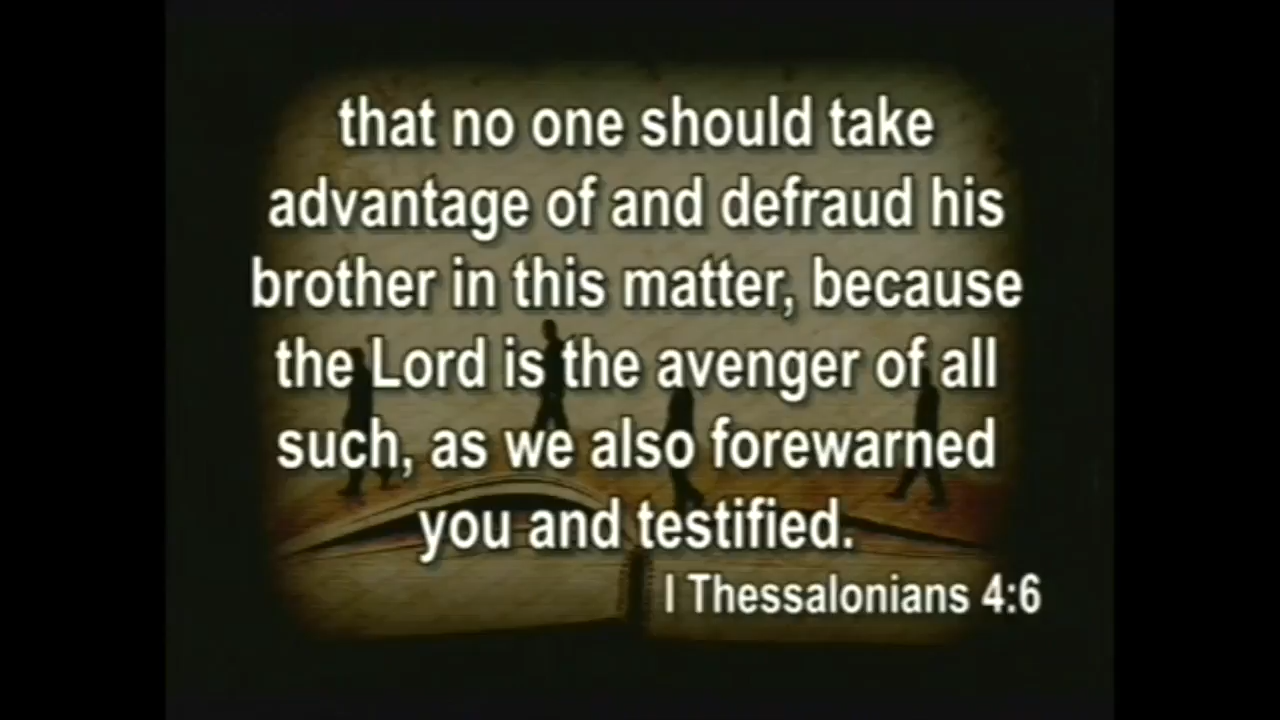 that no one should take
advantage of and defraud his
brother in this matter, because
the Lord is the avenger of all
such, as we also forewarned
you and testified.
I Thessalonians 4:6